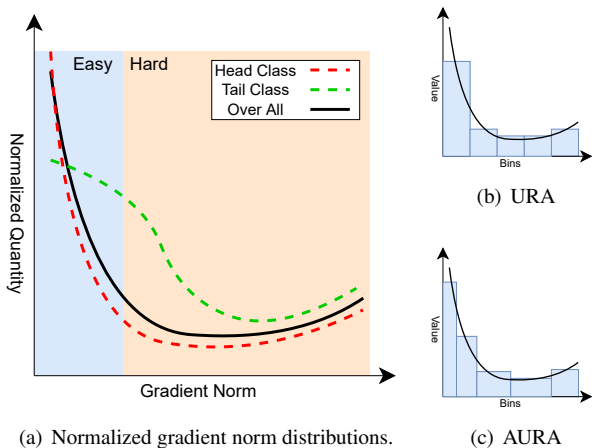 Easy Hard
Head Class
Tail Class
Over All
Normalized Quantity
Gradient Norm
(a) Normalized gradient norm distributions.
Value
Bins
(b) URA
Value
Bins
(c) AURA